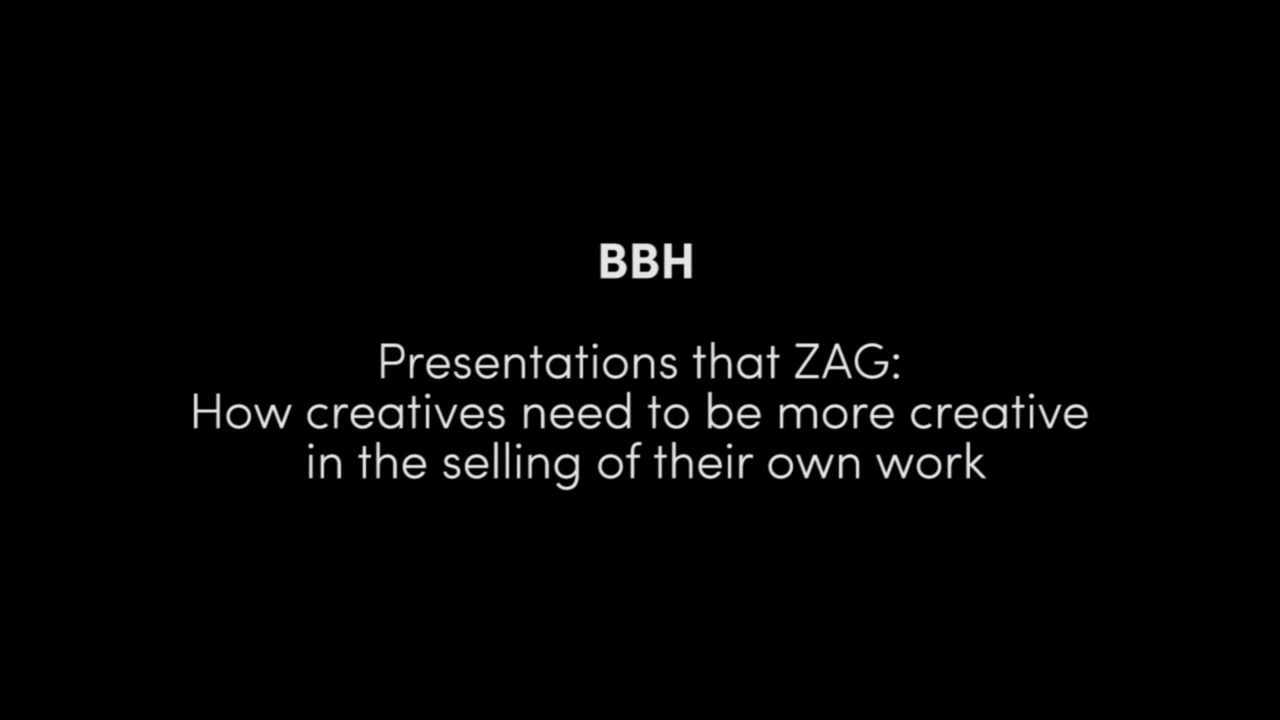 BBH
Presentations that ZAG:
How creatives need to be more creative
in the selling of their own work